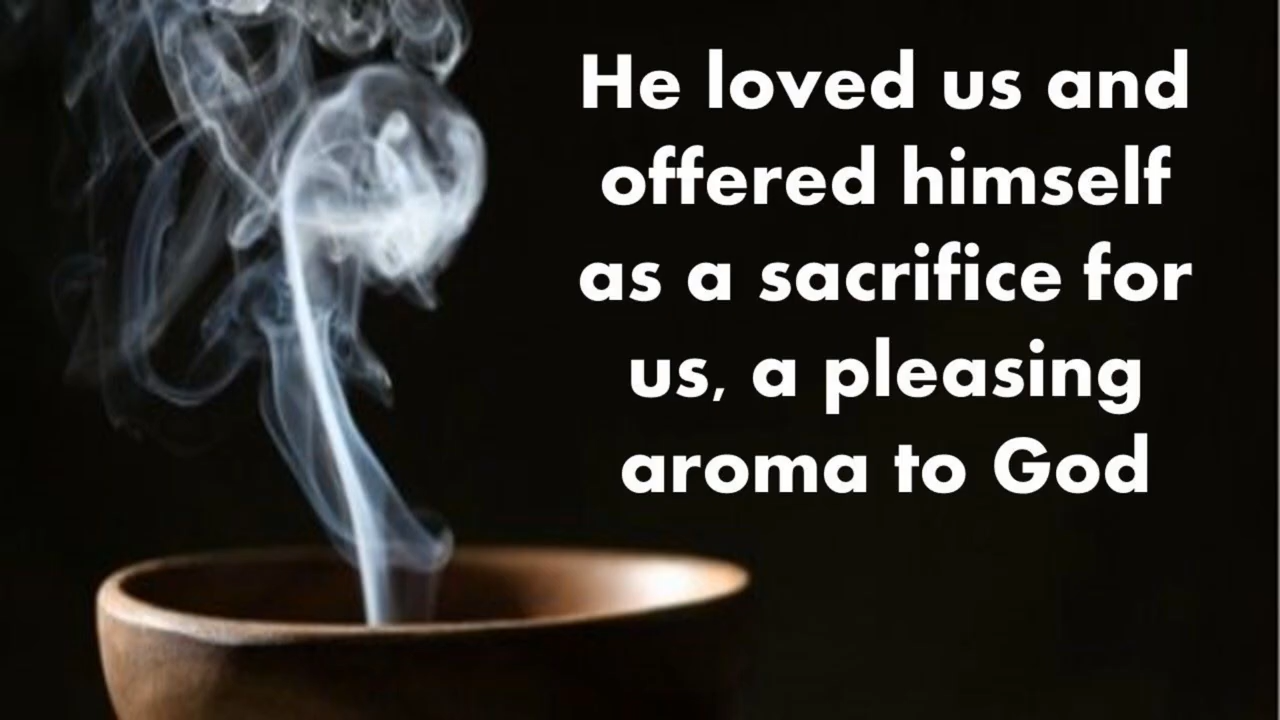 He loved us and
offered himself
as a sacrifice for
us, a pleasing
aroma to God